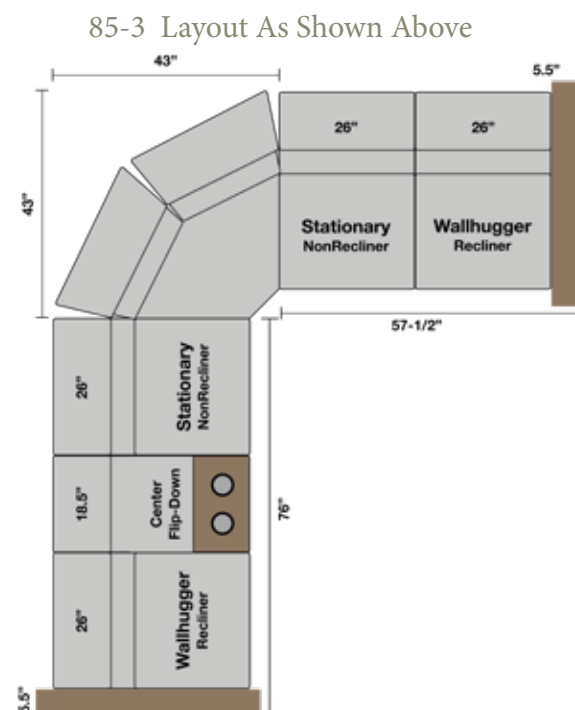 85-3 Layout As Shown Above
43"
5.5"
43"
26"
26"
Stationary
NonRecliner
Wallhugger
Recliner
57-1/2"
26"
Stationary
NonRecliner
18.5"
Center
Flip-Down
76"
26"
Wallhugger
Recliner
5.5"